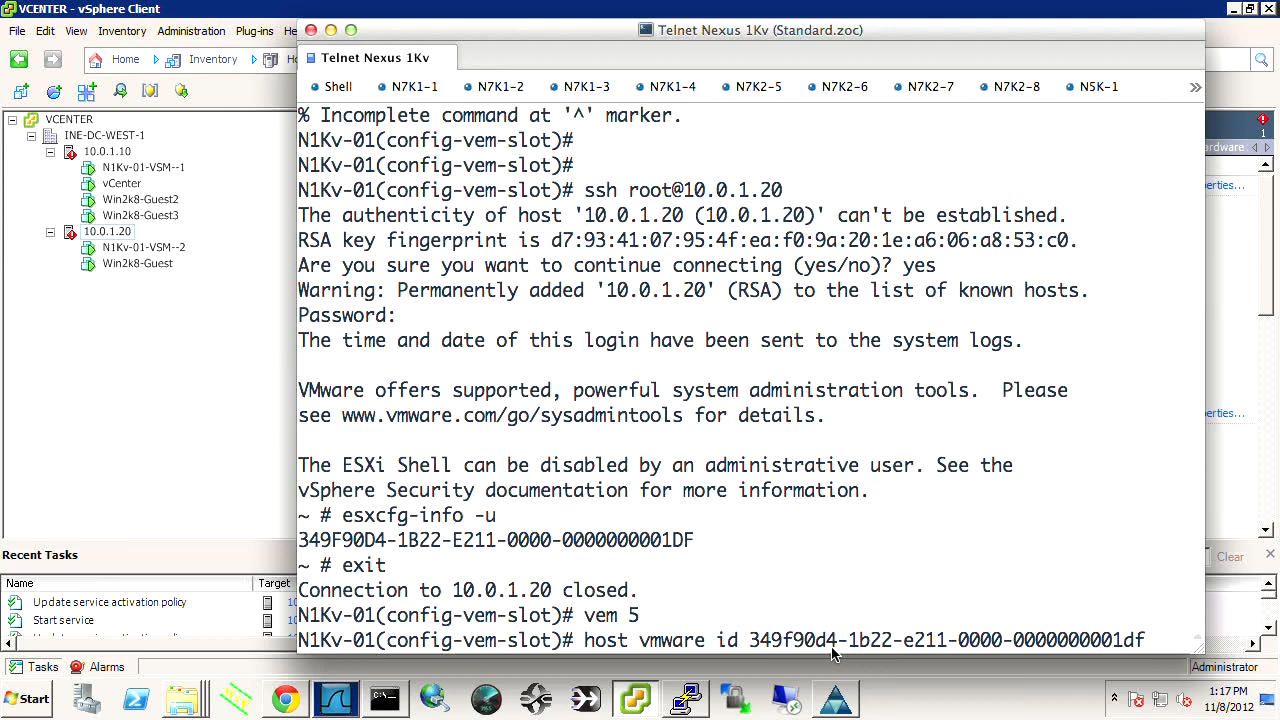 VCENTER - vSphere Client
File Edit View Inventory Administration Plug-ins
Home Inventory
VCENTER
INE-DC-WEST-1
10.0.1.10
N1Kv-01-VSM--1
vCenter
Win2k8-Guest2
Win2k8-Guest3
10.0.1.20
N1Kv-01-VSM--2
Win2k8-Guest
Telnet Nexus 1Kv (Standard.zoc)
Telnet Nexus 1Kv
Shell N7K1-1 N7K1-2 N7K1-3 N7K1-4 N7K2-5 N7K2-6 N7K2-7 N7K2-8 N5K-1 »
% Incomplete command at '^' marker.
N1Kv-01(config-vem-slot)#
N1Kv-01(config-vem-slot)#
N1Kv-01(config-vem-slot)# ssh root@10.0.1.20
The authenticity of host '10.0.1.20 (10.0.1.20)' can't be established.
RSA key fingerprint is d7:93:41:07:95:4f:ea:f0:9a:20:1e:a6:06:a8:53:c0.
Are you sure you want to continue connecting (yes/no)? yes
Warning: Permanently added '10.0.1.20' (RSA) to the list of known hosts.
Password:
The time and date of this login have been sent to the system logs.
VMware offers supported, powerful system administration tools.  Please
see www.vmware.com/go/sysadmintools for details.
The ESXi Shell can be disabled by an administrative user. See the
vSphere Security documentation for more information.
~ # esxcfg-info -u
349F90D4-1B22-E211-0000-0000000001DF
~ # exit
Connection to 10.0.1.20 closed.
N1Kv-01(config-vem-slot)# vem 5
N1Kv-01(config-vem-slot)# host vmware id 349f90d4-1b22-e211-0000-0000000001df
1
Recent Tasks
Clear
Name Target
Update service activation policy
Start service
Tasks Alarms
Administrator
Start
1:17 PM
11/8/2012